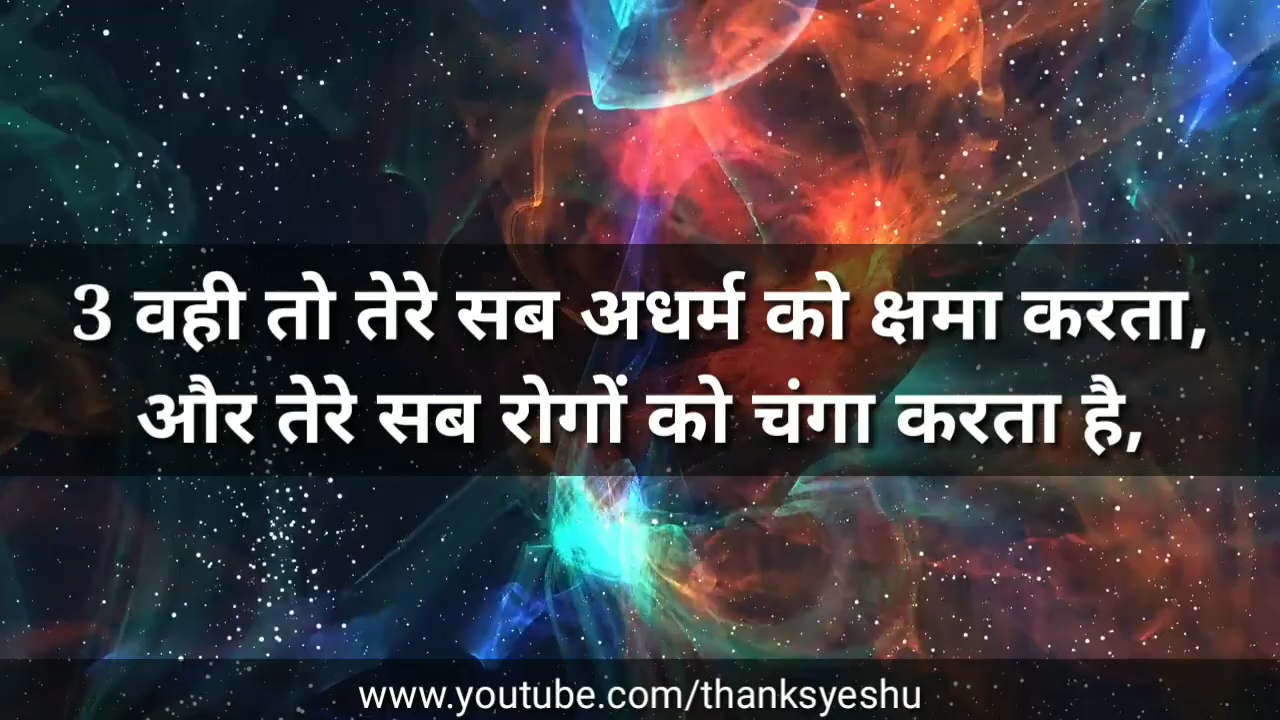 3 वही तो तेरे सब अधर्म को क्षमा करता,
और तेरे सब रोगों को चंगा करता है,
www.youtube.com/thanksyeshu